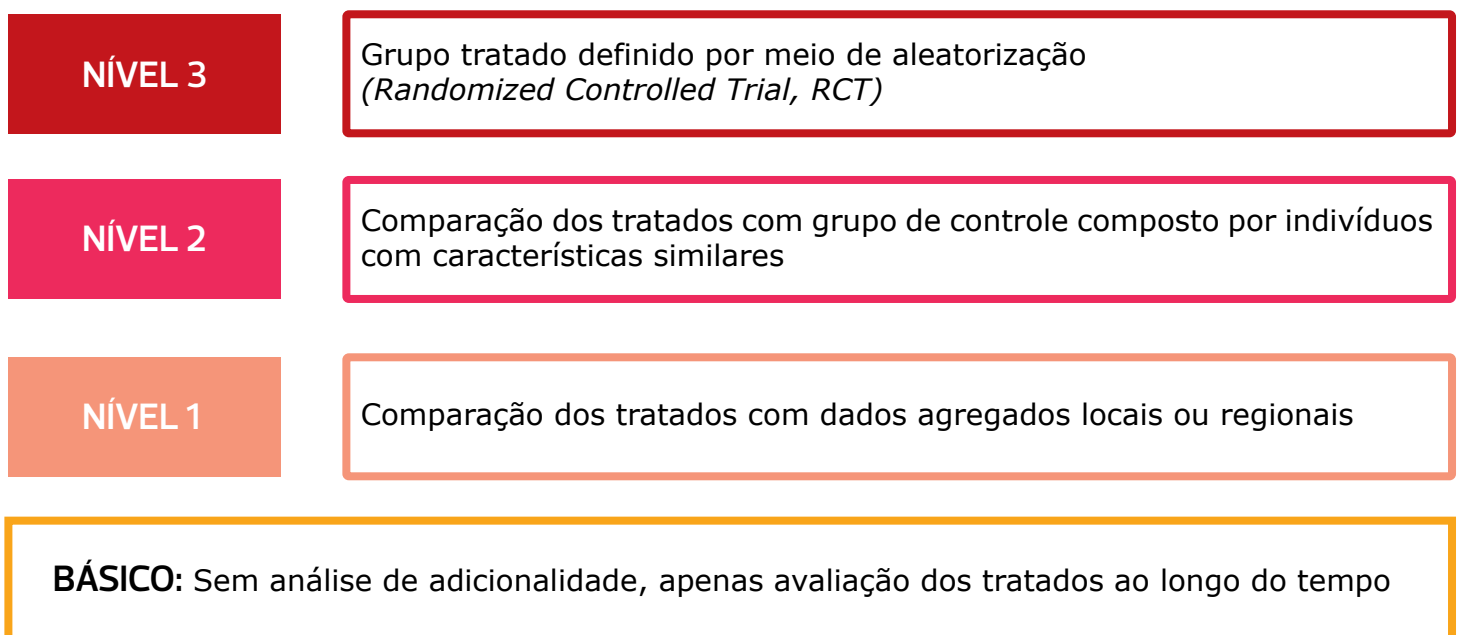 NÍVEL 3
Grupo tratado definido por meio de aleatorização
(Randomized Controlled Trial, RCT)
NÍVEL 2
Comparação dos tratados com grupo de controle composto por indivíduos
com características similares
NÍVEL 1
Comparação dos tratados com dados agregados locais ou regionais
BÁSICO: Sem análise de adicionalidade, apenas avaliação dos tratados ao longo do tempo